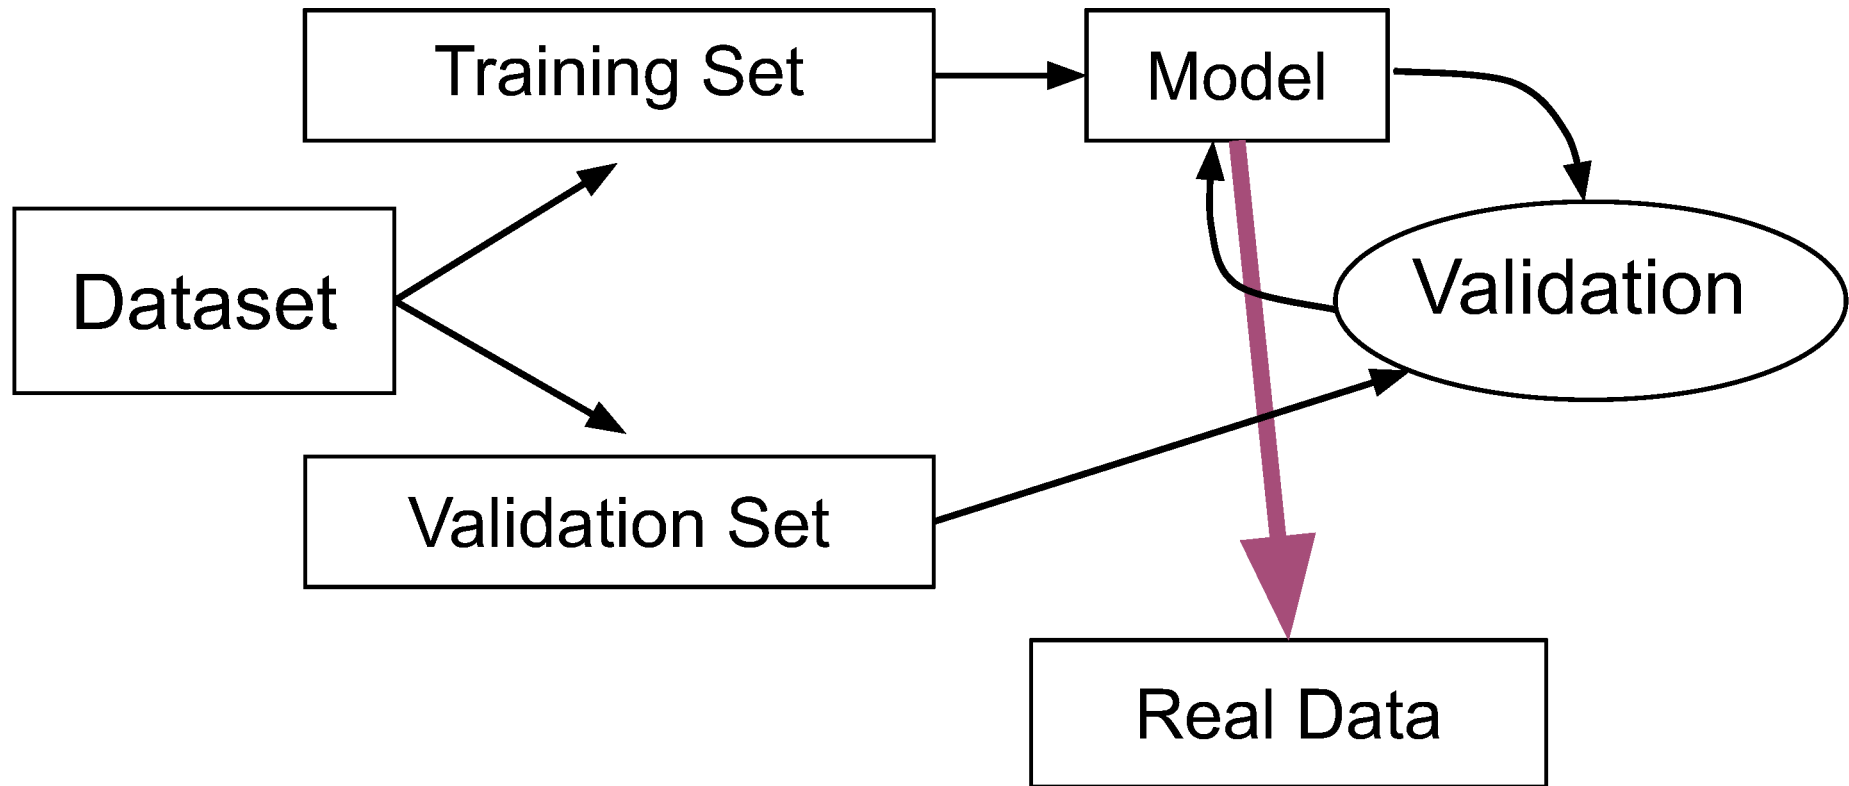 Training Set
Model
Dataset
Validation
Validation Set
Real Data